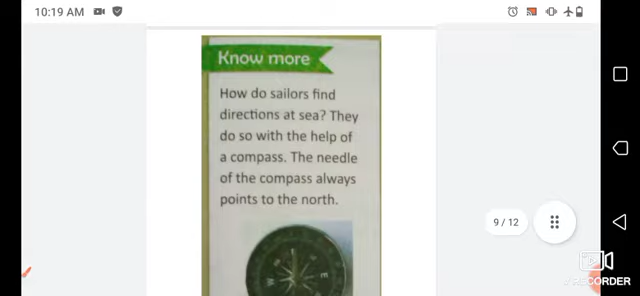 10:19 AM
Know more
How do sailors find
directions at sea? They
do so with the help of
a compass. The needle
of the compass always
points to the north.
W
E
9 / 12
RECORDER